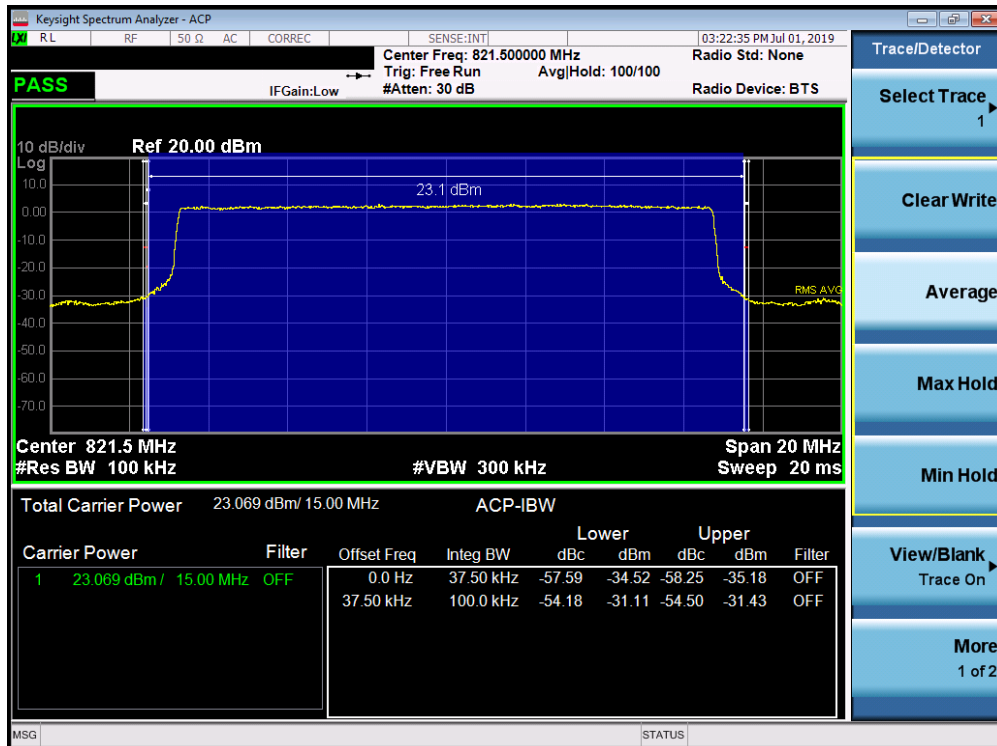 Keysight Spectrum Analyzer - ACP
LXI RL RF 50 Ω AC CORREC SENSE:INT 03:22:35 PM Jul 01, 2019
Center Freq: 821.500000 MHz Radio Std: None
Trig: Free Run Avg|Hold: 100/100
PASS IFGain:Low #Atten: 30 dB Radio Device: BTS
10 dB/div Ref 20.00 dBm
Log
10.0
23.1 dBm
0.00
-10.0
-20.0
-30.0
RMS AVG
-40.0
-50.0
-60.0
-70.0
Center 821.5 MHz Span 20 MHz
#Res BW 100 kHz #VBW 300 kHz Sweep 20 ms
Total Carrier Power 23.069 dBm/ 15.00 MHz ACP-IBW
Lower Upper
Carrier Power Filter Offset Freq Integ BW dBc dBm dBc dBm Filter
1 23.069 dBm / 15.00 MHz OFF 0.0 Hz 37.50 kHz -57.59 -34.52 -58.25 -35.18 OFF
37.50 kHz 100.0 kHz -54.18 -31.11 -54.50 -31.43 OFF
MSG STATUS
Trace/Detector
Select Trace
1
Clear Write
Average
Max Hold
Min Hold
View/Blank
Trace On
More
1 of 2